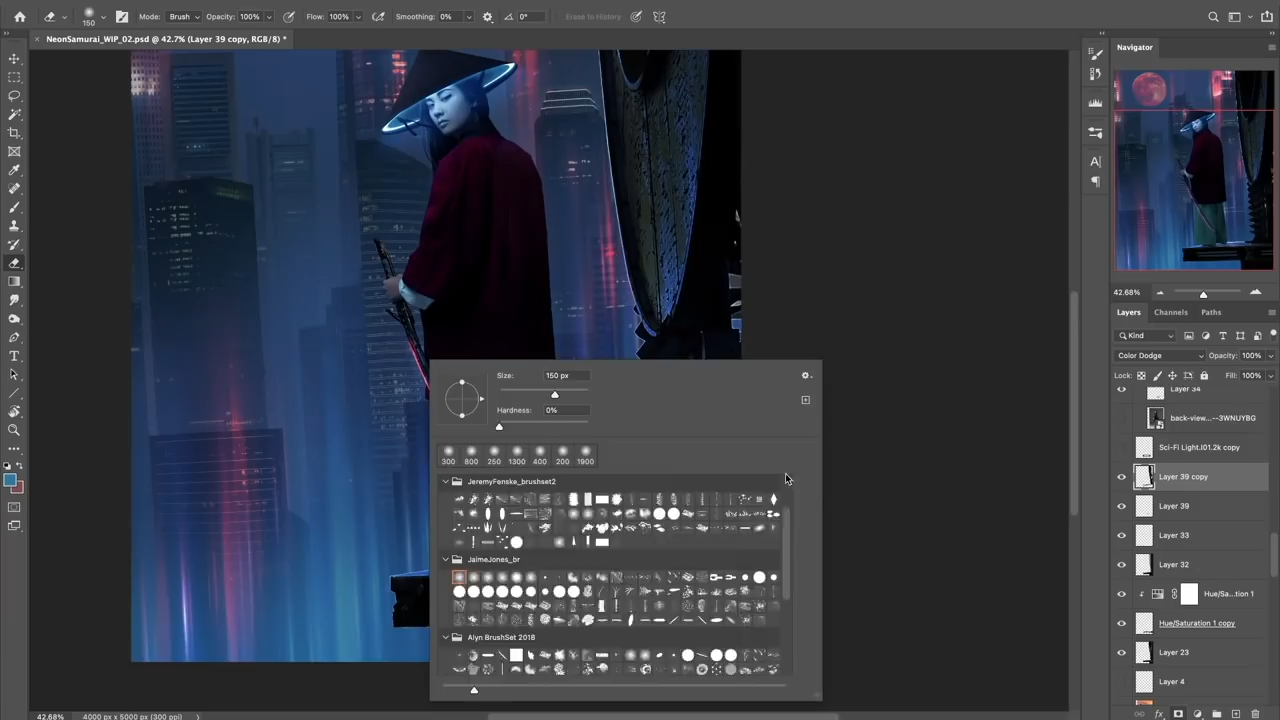 150 Mode: Brush Opacity: 100% Flow: 100% Smoothing: 0% 0° Erase to History
× NeonSamurai_WIP_02.psd @ 42.7% (Layer 39 copy, RGB/8) *
Navigator
42.68%
Layers Channels Paths
Kind
Color Dodge Opacity: 100%
Lock: Fill: 100%
Layer 34
back-view...--3WNUYBG
Sci-Fi Light.I01.2k copy
Layer 39 copy
Layer 39
Layer 33
Layer 32
Hue/Sa...tion 1
Hue/Saturation 1 copy
Layer 23
Layer 4
Size: 150 px
Hardness: 0%
300 800 250 1300 400 200 1900
JeremyFenske_brushset2
JaimeJones_br
Alyn BrushSet 2018
42.68% 4000 px x 5000 px (300 ppi)